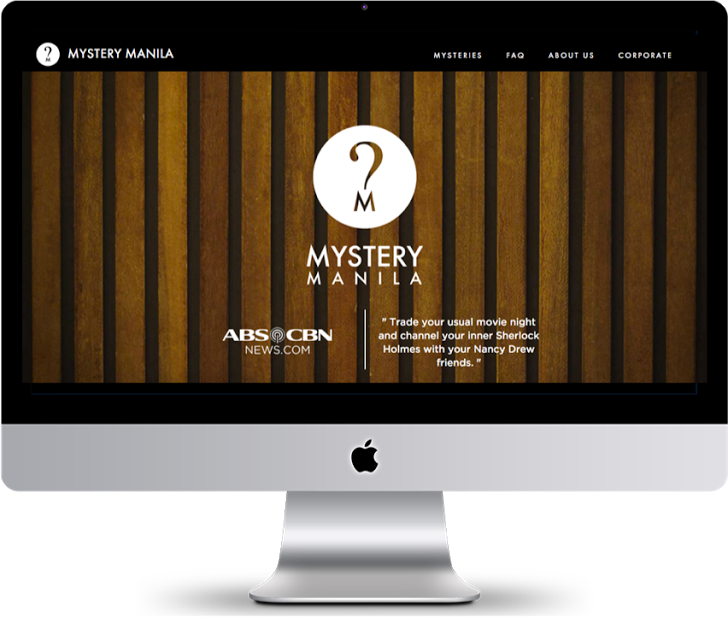 ?
M
MYSTERY MANILA
MYSTERIES
FAQ
ABOUT US
CORPORATE
?
M
MYSTERY
MANILA
ABS CBN
NEWS.COM
" Trade your usual movie night
and channel your inner Sherlock
Holmes with your Nancy Drew
friends. "